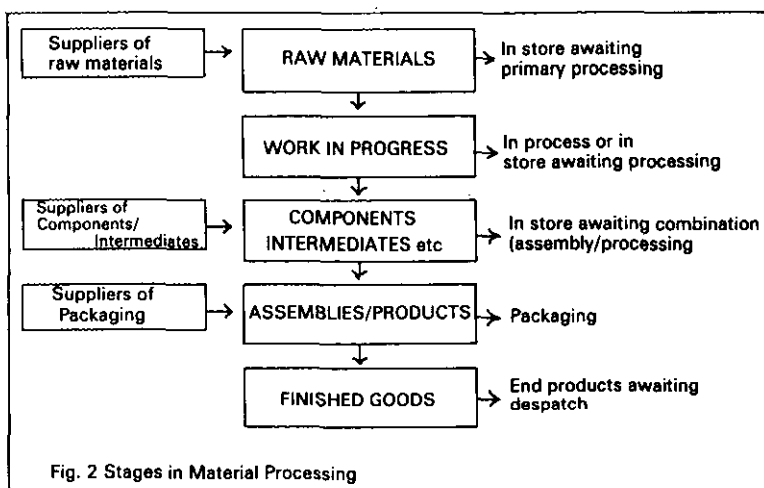 Suppliers of
raw materials
RAW MATERIALS
In store awaiting
primary processing
WORK IN PROGRESS
In process or in
store awaiting processing
Suppliers of
Components/
Intermediates
COMPONENTS
INTERMEDIATES etc
In store awaiting combination
(assembly/processing
Suppliers of
Packaging
ASSEMBLIES/PRODUCTS
Packaging
FINISHED GOODS
End products awaiting
despatch
Fig. 2 Stages in Material Processing